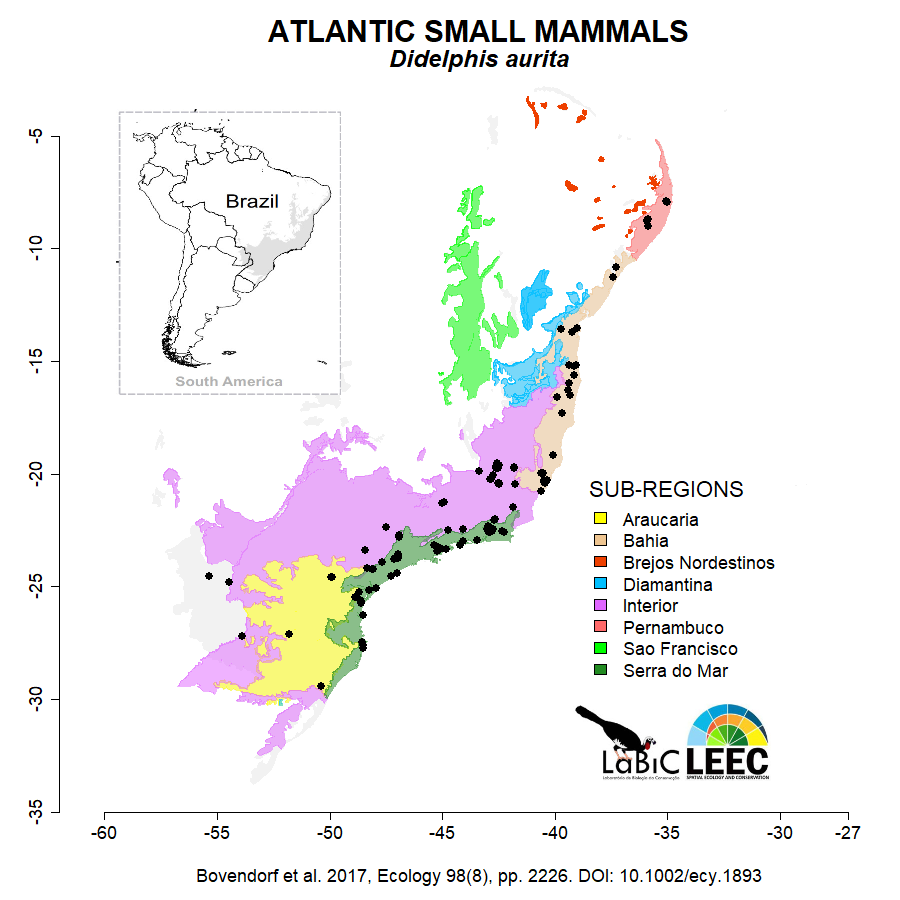 ATLANTIC SMALL MAMMALS
Didelphis aurita
Brazil
South America
-5
-10
-15
-20
-25
-30
-35
-60
-55
-50
-45
-40
-35
-30
-27
SUB-REGIONS
Araucaria
Bahia
Brejos Nordestinos
Diamantina
Interior
Pernambuco
Sao Francisco
Serra do Mar
LaBiC
Laboratório de Biologia da Conservação
LEEC
SPATIAL ECOLOGY AND CONSERVATION
Bovendorf et al. 2017, Ecology 98(8), pp. 2226. DOI: 10.1002/ecy.1893